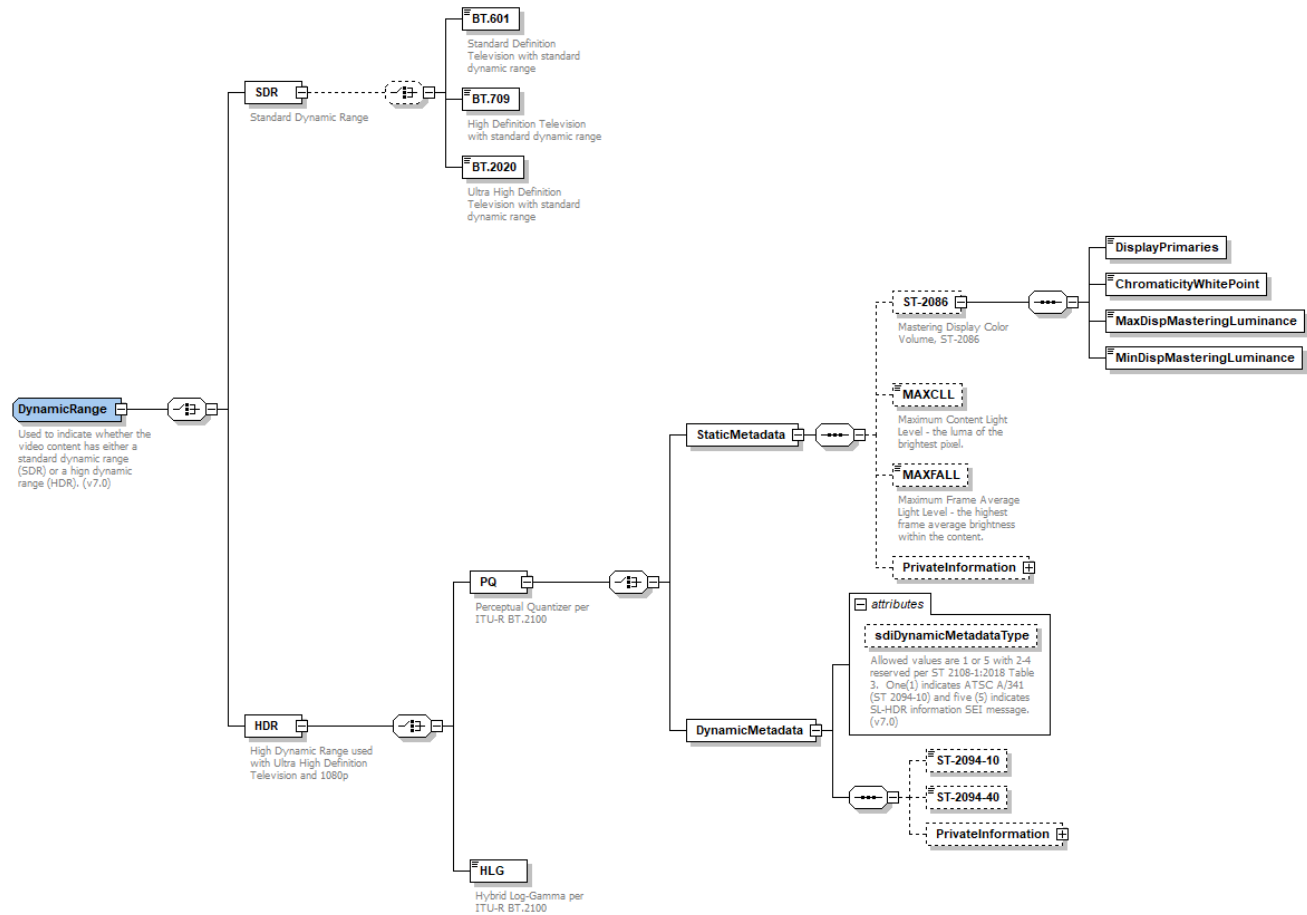 BT.601
Standard Definition
Television with standard
dynamic range
SDR
Standard Dynamic Range
BT.709
High Definition Television
with standard dynamic range
BT.2020
Ultra High Definition
Television with standard
dynamic range
DynamicRange
Used to indicate whether the
video content has either a
standard dynamic range
(SDR) or a hign dynamic
range (HDR). (v7.0)
HDR
High Dynamic Range used
with Ultra High Definition
Television and 1080p
PQ
Perceptual Quantizer per
ITU-R BT.2100
StaticMetadata
ST-2086
Mastering Display Color
Volume, ST-2086
DisplayPrimaries
ChromaticityWhitePoint
MaxDispMasteringLuminance
MinDispMasteringLuminance
MAXCLL
Maximum Content Light
Level - the luma of the
brightest pixel.
MAXFALL
Maximum Frame Average
Light Level - the highest
frame average brightness
within the content.
PrivateInformation
DynamicMetadata
attributes
sdiDynamicMetadataType
Allowed values are 1 or 5 with 2-4
reserved per ST 2108-1:2018 Table
3. One(1) indicates ATSC A/341
(ST 2094-10) and five (5) indicates
SL-HDR information SEI message.
(v7.0)
ST-2094-10
ST-2094-40
PrivateInformation
HLG
Hybrid Log-Gamma per
ITU-R BT.2100